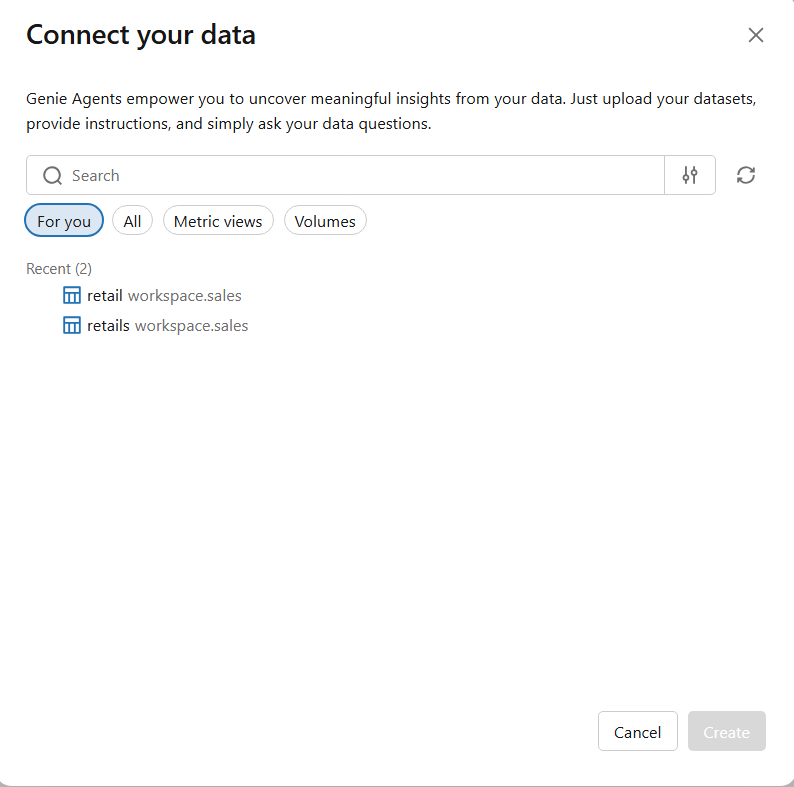 Connect your data
Genie Agents empower you to uncover meaningful insights from your data. Just upload your datasets,
provide instructions, and simply ask your data questions.
Search
For you All Metric views Volumes
Recent (2)
retail workspace.sales
retails workspace.sales
Cancel Create